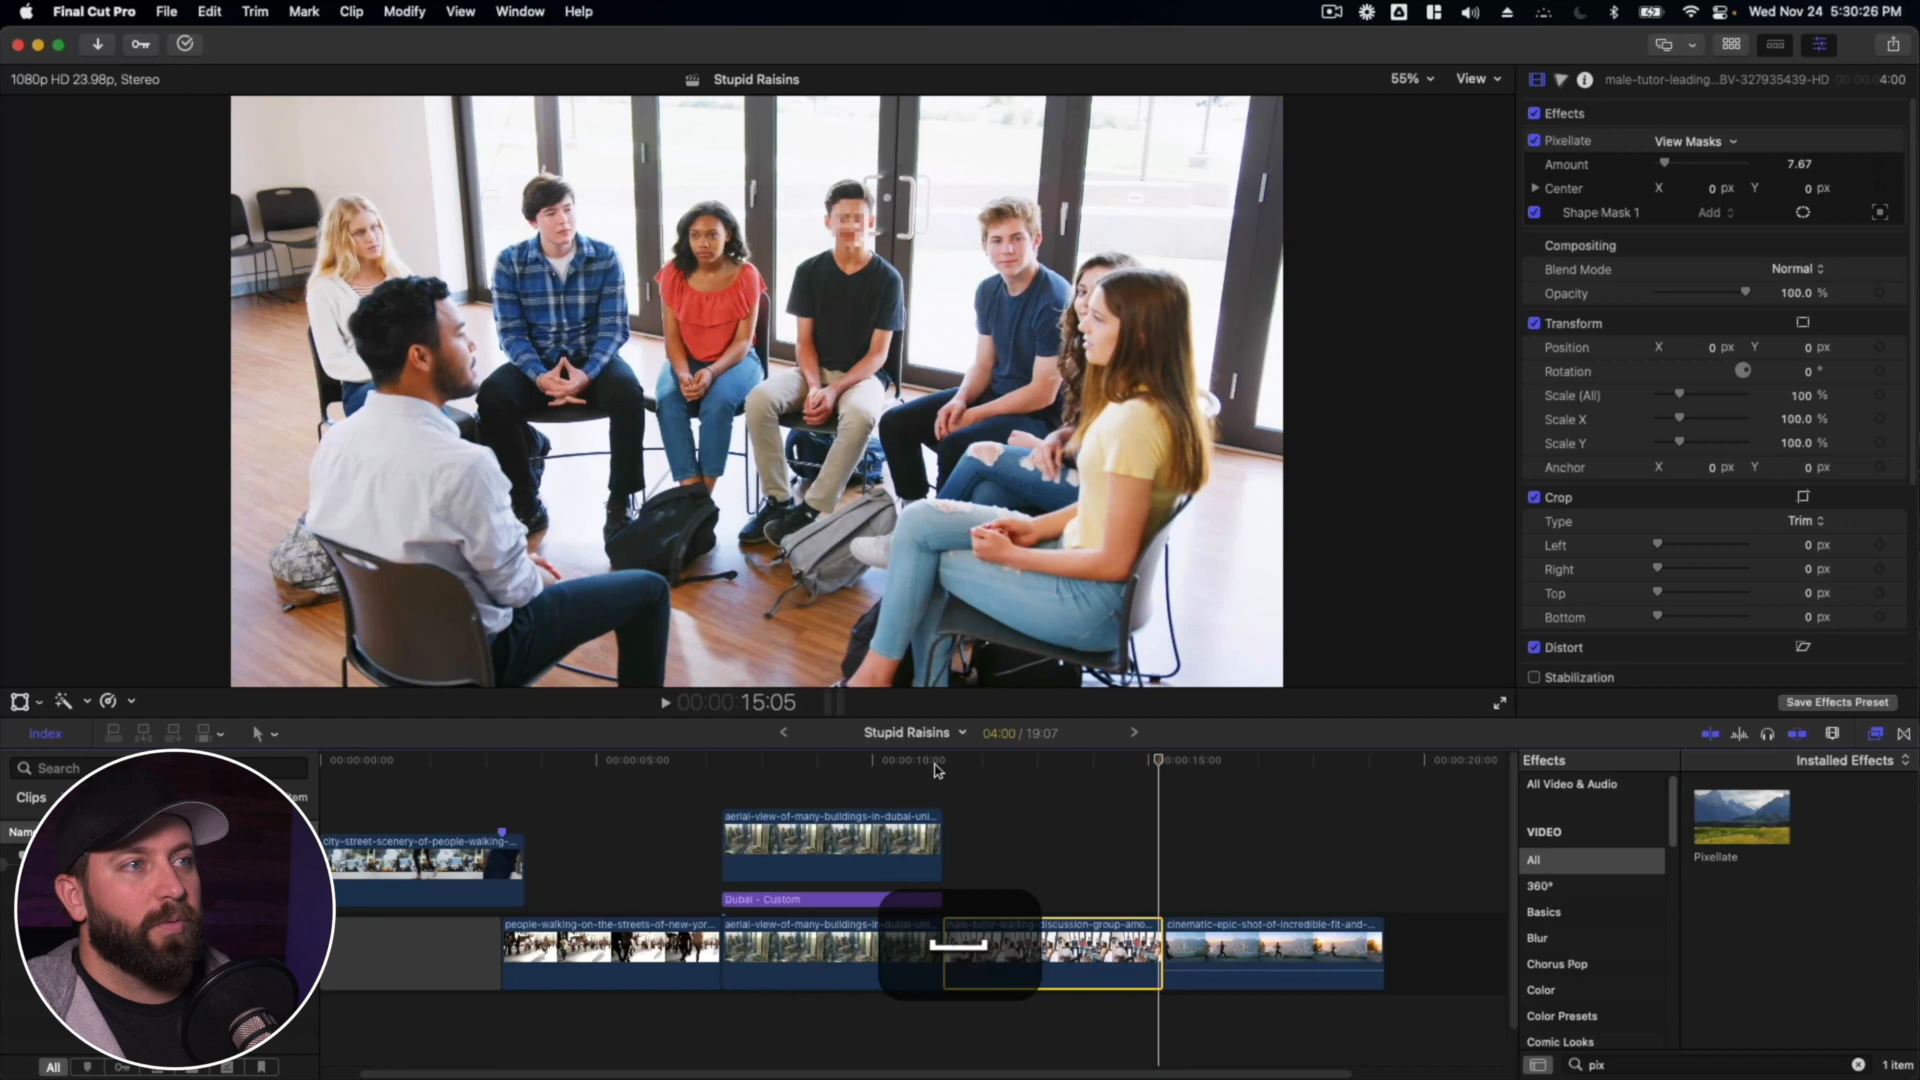 Final Cut Pro File Edit Trim Mark Clip Modify View Window Help Wed Nov 24 5:30:26 PM
1080p HD 23.98p, Stereo
Stupid Raisins
55% View
male-tutor-leading...BV-327935439-HD 00:00:04:00
Effects
Pixellate View Masks
Amount 7.67
Center X 0 px Y 0 px
Shape Mask 1 Add
Compositing
Blend Mode Normal
Opacity 100.0 %
Transform
Position X 0 px Y 0 px
Rotation 0 °
Scale (All) 100 %
Scale X 100.0 %
Scale Y 100.0 %
Anchor X 0 px Y 0 px
Crop
Type Trim
Left 0 px
Right 0 px
Top 0 px
Bottom 0 px
Distort
Stabilization
00:00:15:05
Save Effects Preset
Index
Stupid Raisins 04:00 / 19:07
Search
Clips
00:00:00:00 00:00:05:00 00:00:10:00 00:00:15:00 00:00:20:00
city-street-scenery-of-people-walking-...
aerial-view-of-many-buildings-in-dubai-uni...
Dubai - Custom
people-walking-on-the-streets-of-new-yor...
aerial-view-of-many-buildings-in-dubai-uni...
male-tutor-leading-discussion-group-amo...
cinematic-epic-shot-of-incredible-fit-and-...
All
Effects Installed Effects
All Video & Audio
VIDEO
All
360°
Basics
Blur
Chorus Pop
Color
Color Presets
Comic Looks
Pixellate
pix
1 item